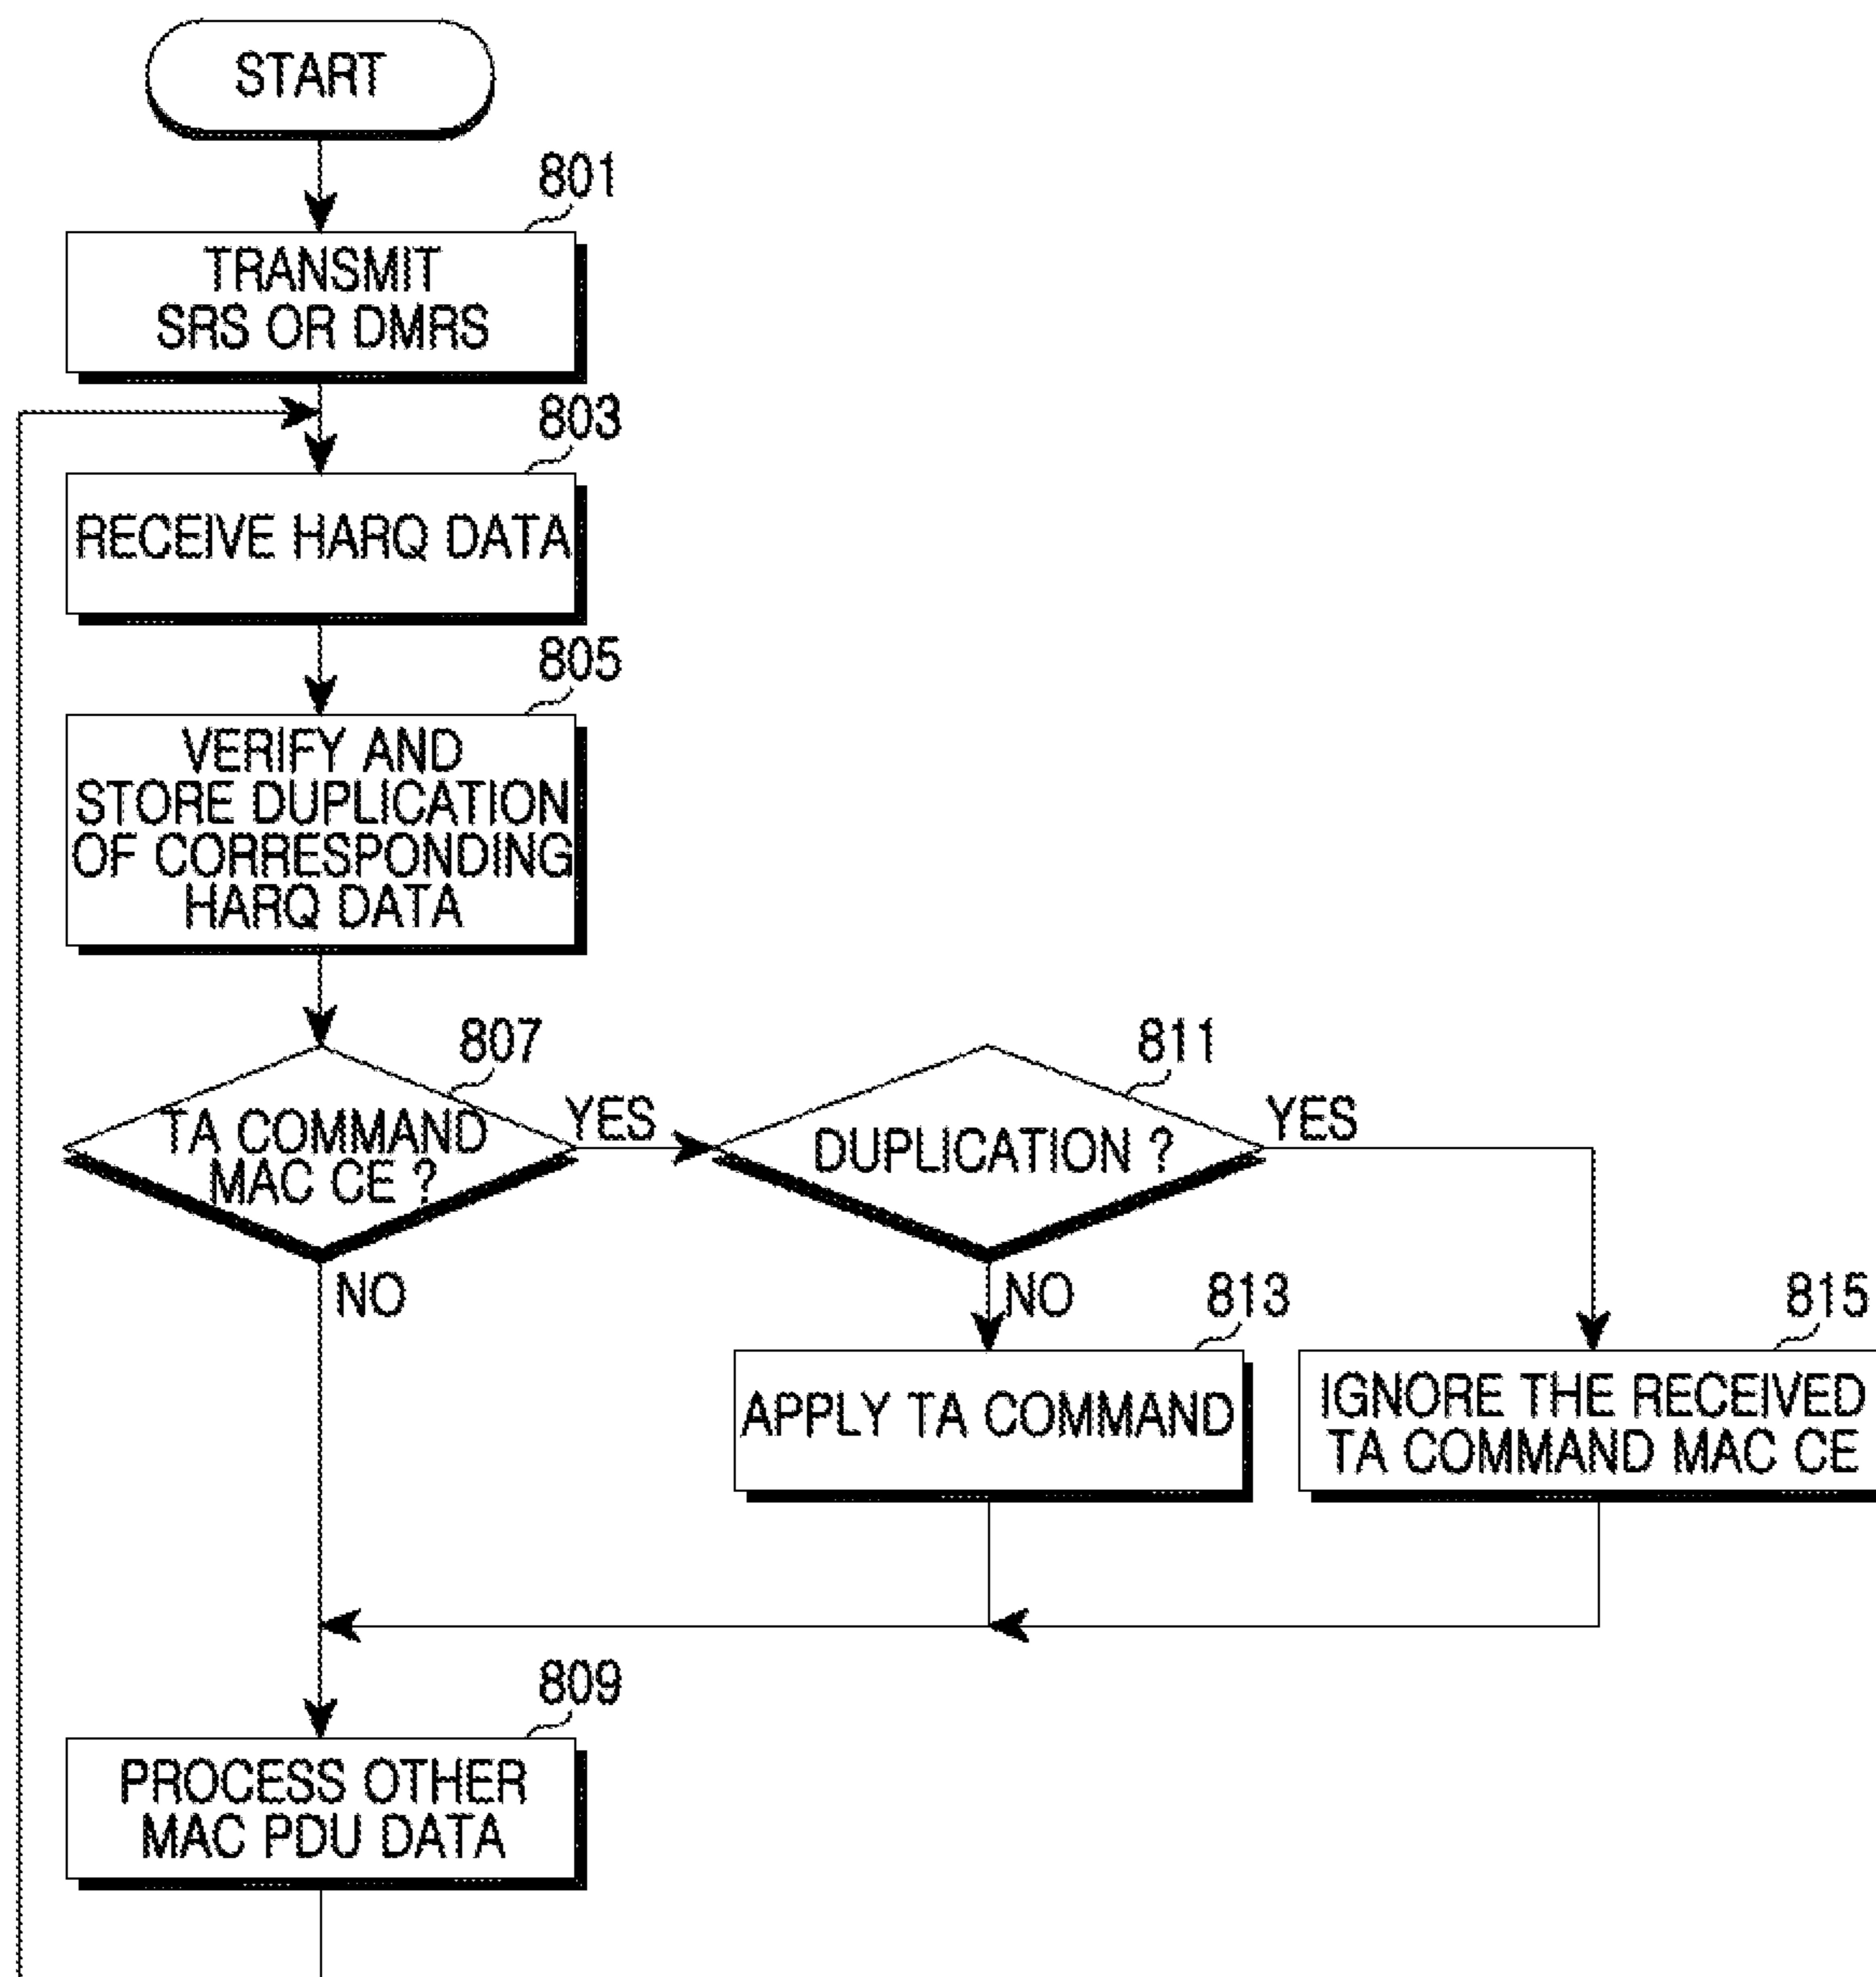 START
801
TRANSMIT
SRS OR DMRS
803
RECEIVE HARQ DATA
805
VERIFY AND
STORE DUPLICATION
OF CORRESPONDING
HARQ DATA
807
TA COMMAND
MAC CE ?
YES
NO
811
DUPLICATION ?
YES
NO
813
APPLY TA COMMAND
815
IGNORE THE RECEIVED
TA COMMAND MAC CE
809
PROCESS OTHER
MAC PDU DATA